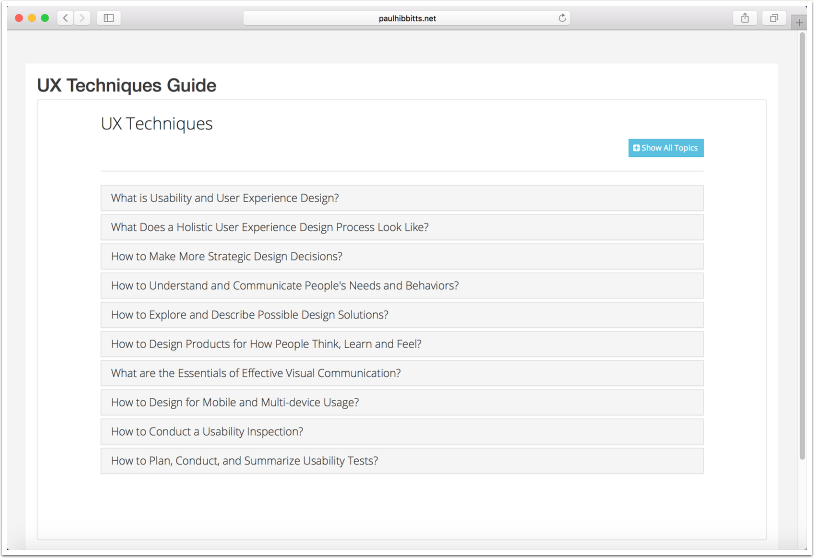 paulhibbitts.net
UX Techniques Guide
UX Techniques
Show All Topics
What is Usability and User Experience Design?
What Does a Holistic User Experience Design Process Look Like?
How to Make More Strategic Design Decisions?
How to Understand and Communicate People's Needs and Behaviors?
How to Explore and Describe Possible Design Solutions?
How to Design Products for How People Think, Learn and Feel?
What are the Essentials of Effective Visual Communication?
How to Design for Mobile and Multi-device Usage?
How to Conduct a Usability Inspection?
How to Plan, Conduct, and Summarize Usability Tests?